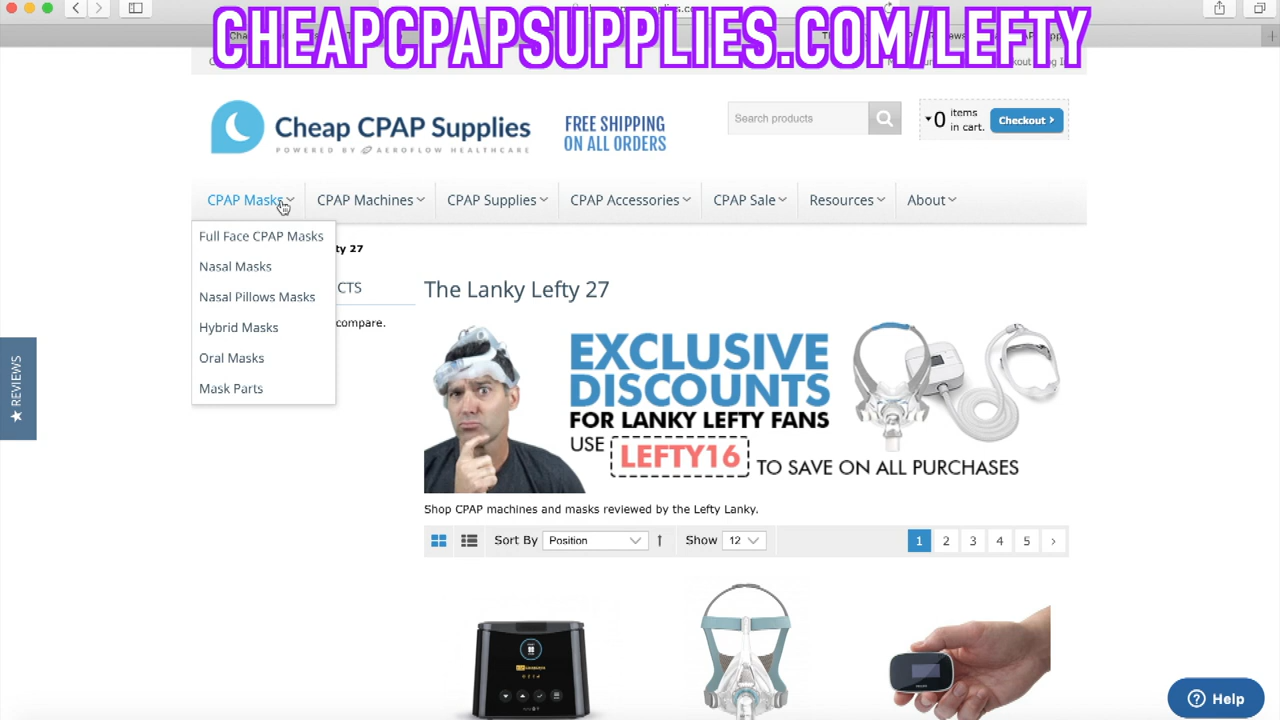 CHEAPCPAPSUPPLIES.COM/LEFTY
Cheap CPAP Supplies
POWERED BY AEROFLOW HEALTHCARE
FREE SHIPPING
ON ALL ORDERS
Search products
0 items
in cart.
Checkout
CPAP Masks CPAP Machines CPAP Supplies CPAP Accessories CPAP Sale Resources About
Full Face CPAP Masks
Nasal Masks
Nasal Pillows Masks
Hybrid Masks
Oral Masks
Mask Parts
ty 27
CTS
compare.
REVIEWS
The Lanky Lefty 27
EXCLUSIVE
DISCOUNTS
FOR LANKY LEFTY FANS
USE LEFTY16 TO SAVE ON ALL PURCHASES
Shop CPAP machines and masks reviewed by the Lefty Lanky.
Sort By Position Show 12 1 2 3 4 5
Help